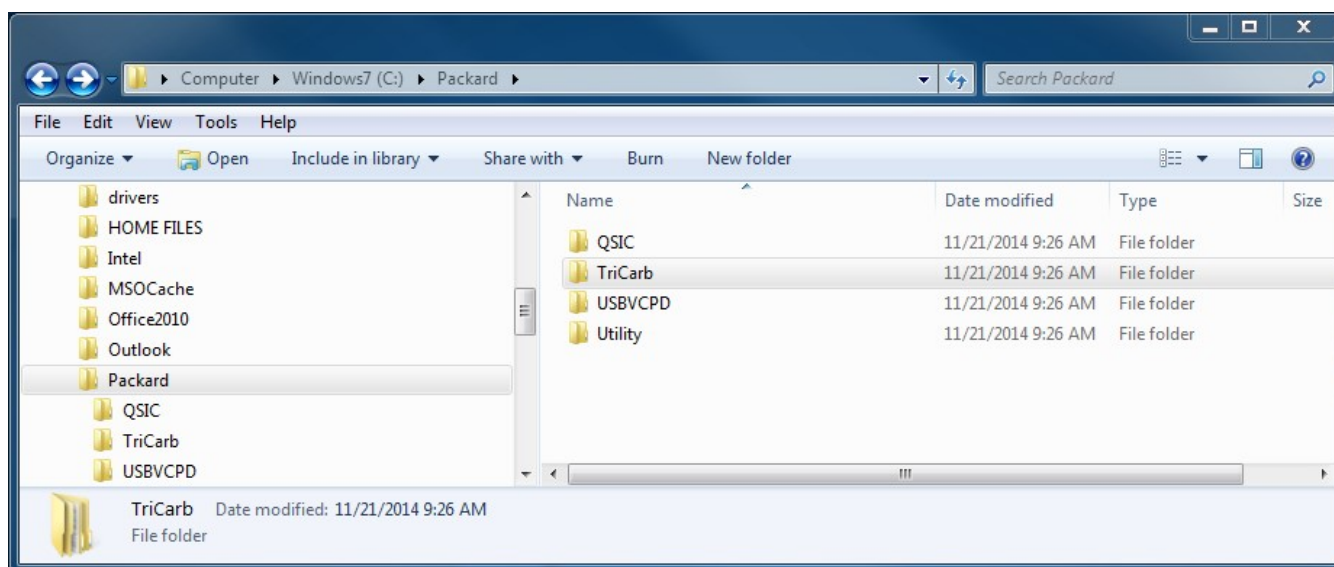 Computer Windows7 (C:) Packard
Search Packard
File Edit View Tools Help
Organize Open Include in library Share with Burn New folder
drivers
HOME FILES
Intel
MSOCache
Office2010
Outlook
Packard
QSIC
TriCarb
USBVCPD
Name Date modified Type Size
QSIC 11/21/2014 9:26 AM File folder
TriCarb 11/21/2014 9:26 AM File folder
USBVCPD 11/21/2014 9:26 AM File folder
Utility 11/21/2014 9:26 AM File folder
TriCarb Date modified: 11/21/2014 9:26 AM
File folder